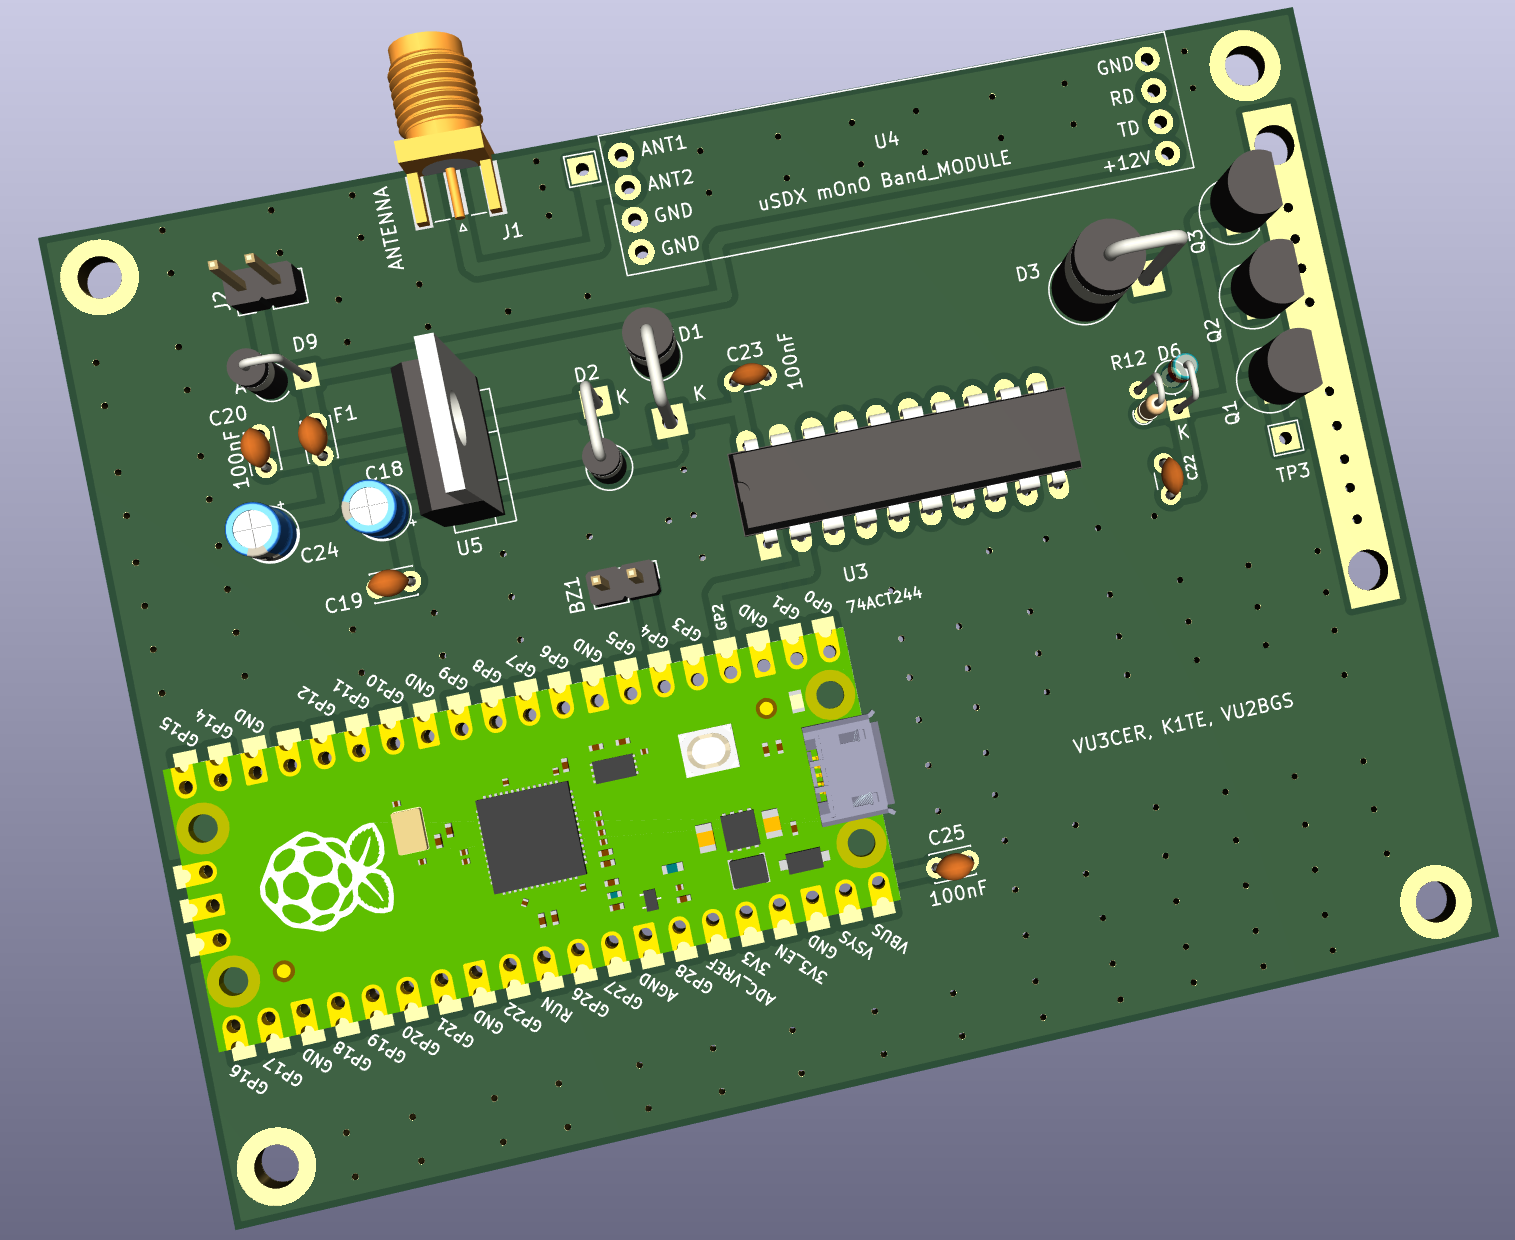 GND
RD
TD
+12V
U4
uSDX mOnO Band_MODULE
ANT1
ANT2
GND
GND
ANTENNA
J1
J2
D9
A
C20
100nF
F1
C18
+
+
C24
U5
C19
D2
K
D1
K
C23
100nF
D3
Q3
Q2
Q1
R12
D6
K
C22
TP3
BZ1
U3
74ACT244
GP15
GP14
GND
GP12
GP11
GP10
GND
GP9
GP8
GP7
GP6
GND
GP5
GP4
GP3
GP2
GND
GP1
GP0
VU3CER, K1TE, VU2BGS
C25
100nF
GP16
GP17
GND
GP18
GP19
GP20
GP21
GND
GP22
RUN
GP26
GP27
AGND
GP28
ADC_VREF
3V3
3V3_EN
GND
VSYS
VBUS